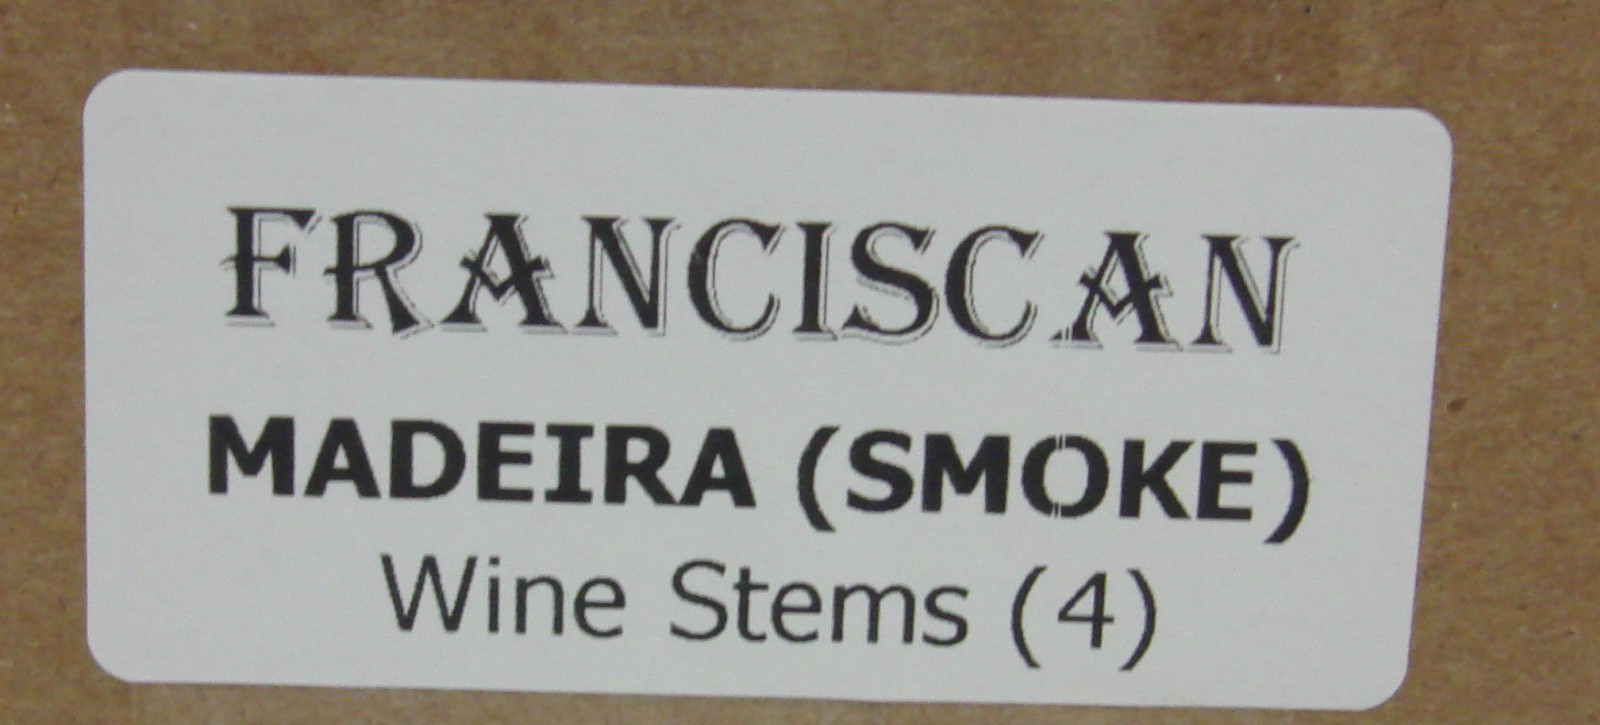 FRANCISCAN
MADEIRA (SMOKE)
Wine Stems (4)